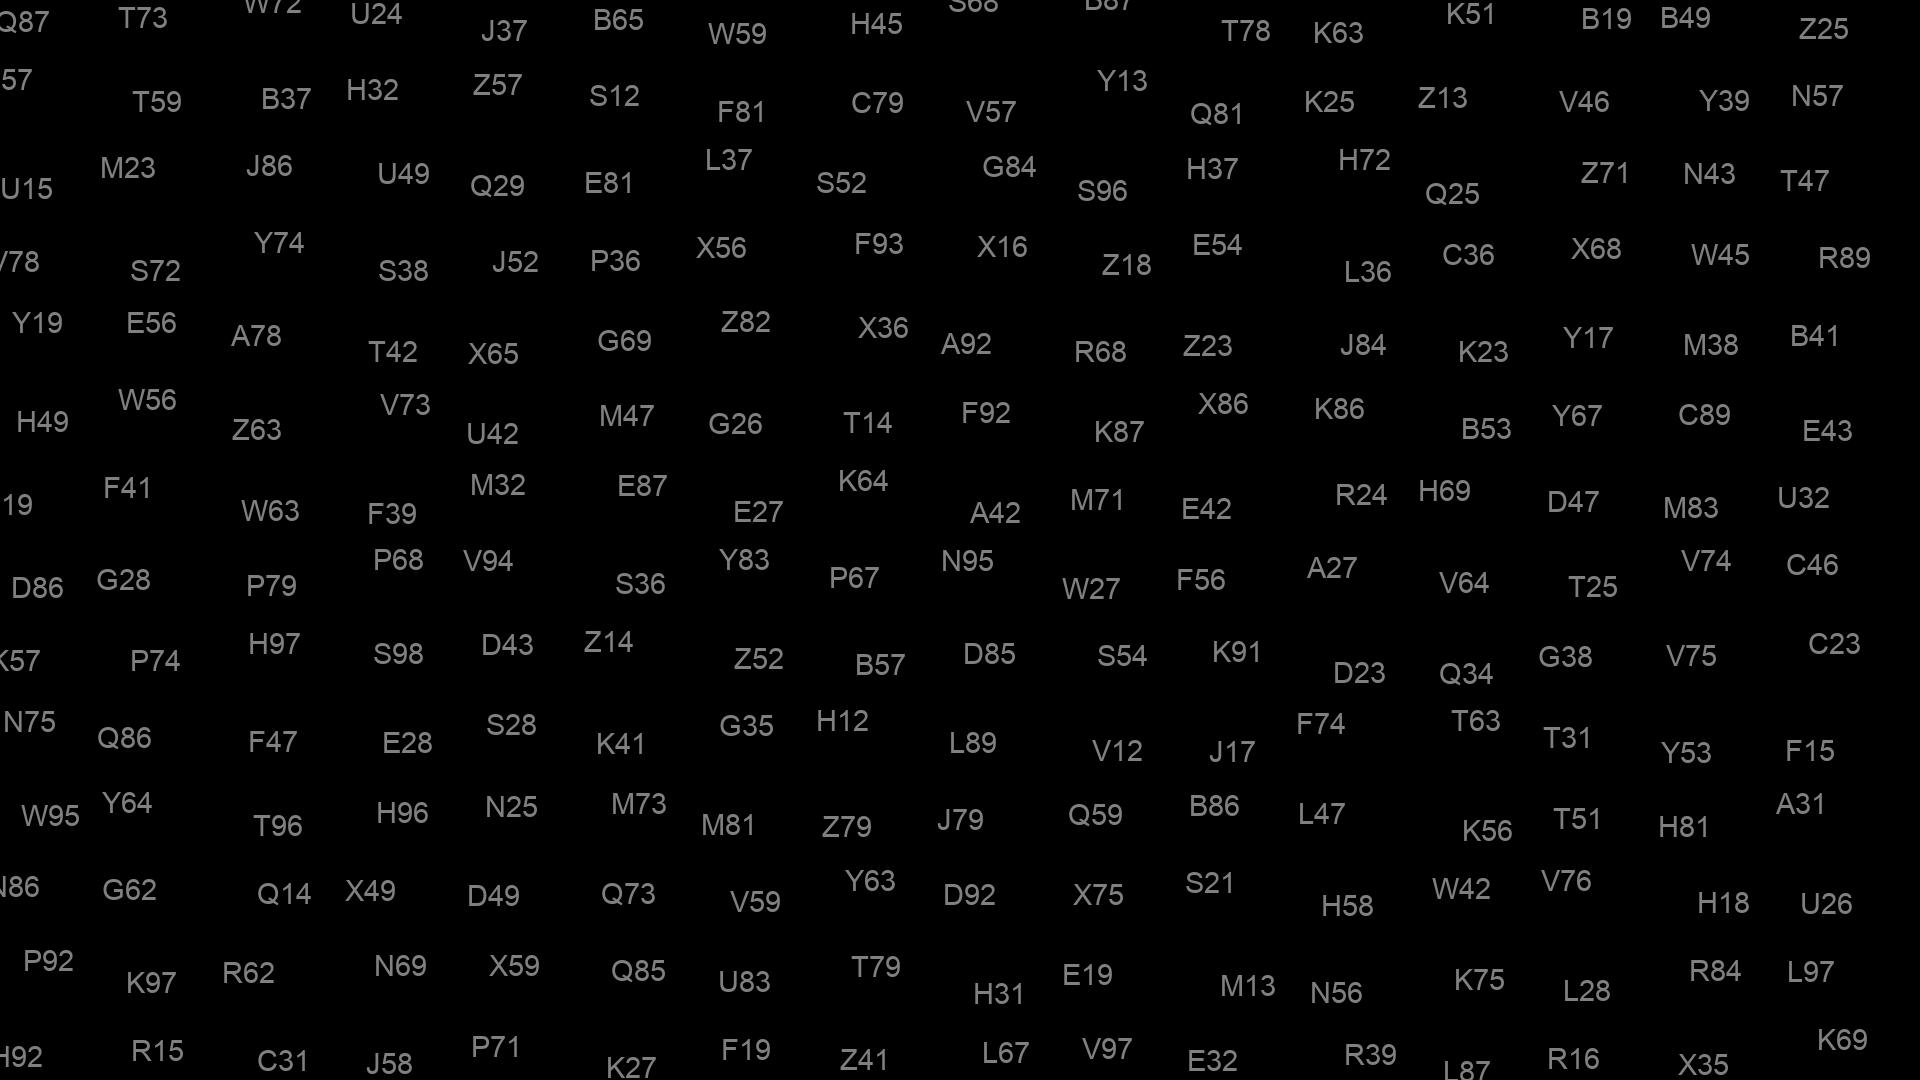 Q87 T73 W72 U24 J37 B65 W59 H45 S68 B87 T78 K63 K51 B19 B49 Z25
57 T59 B37 H32 Z57 S12 F81 C79 V57 Y13 Q81 K25 Z13 V46 Y39 N57
U15 M23 J86 U49 Q29 E81 L37 S52 G84 S96 H37 H72 Q25 Z71 N43 T47
V78 S72 Y74 S38 J52 P36 X56 F93 X16 Z18 E54 L36 C36 X68 W45 R89
Y19 E56 A78 T42 X65 G69 Z82 X36 A92 R68 Z23 J84 K23 Y17 M38 B41
H49 W56 Z63 V73 U42 M47 G26 T14 F92 K87 X86 K86 B53 Y67 C89 E43
19 F41 W63 F39 M32 E87 E27 K64 A42 M71 E42 R24 H69 D47 M83 U32
D86 G28 P79 P68 V94 S36 Y83 P67 N95 W27 F56 A27 V64 T25 V74 C46
K57 P74 H97 S98 D43 Z14 Z52 B57 D85 S54 K91 D23 Q34 G38 V75 C23
N75 Q86 F47 E28 S28 K41 G35 H12 L89 V12 J17 F74 T63 T31 Y53 F15
W95 Y64 T96 H96 N25 M73 M81 Z79 J79 Q59 B86 L47 K56 T51 H81 A31
N86 G62 Q14 X49 D49 Q73 V59 Y63 D92 X75 S21 H58 W42 V76 H18 U26
P92 K97 R62 N69 X59 Q85 U83 T79 H31 E19 M13 N56 K75 L28 R84 L97
H92 R15 C31 J58 P71 K27 F19 Z41 L67 V97 E32 R39 L87 R16 X35 K69